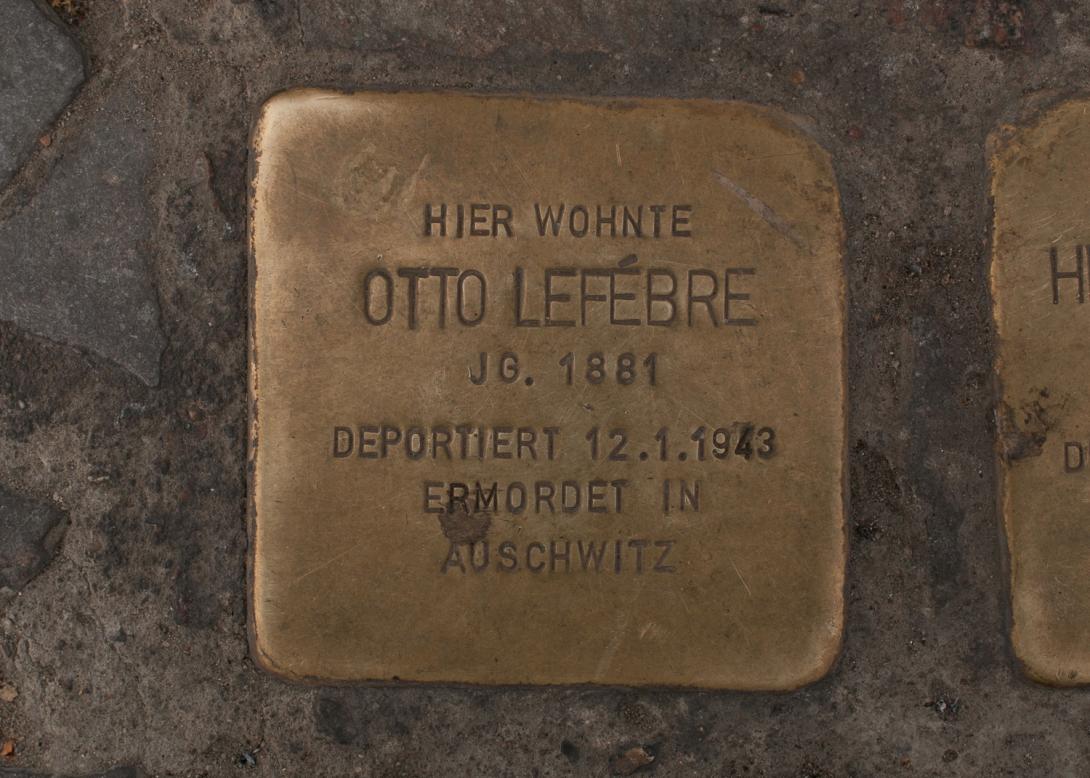 HIER WOHNTE
OTTO LEFÉBRE
JG. 1881
DEPORTIERT 12.1.1943
ERMORDET IN
AUSCHWITZ